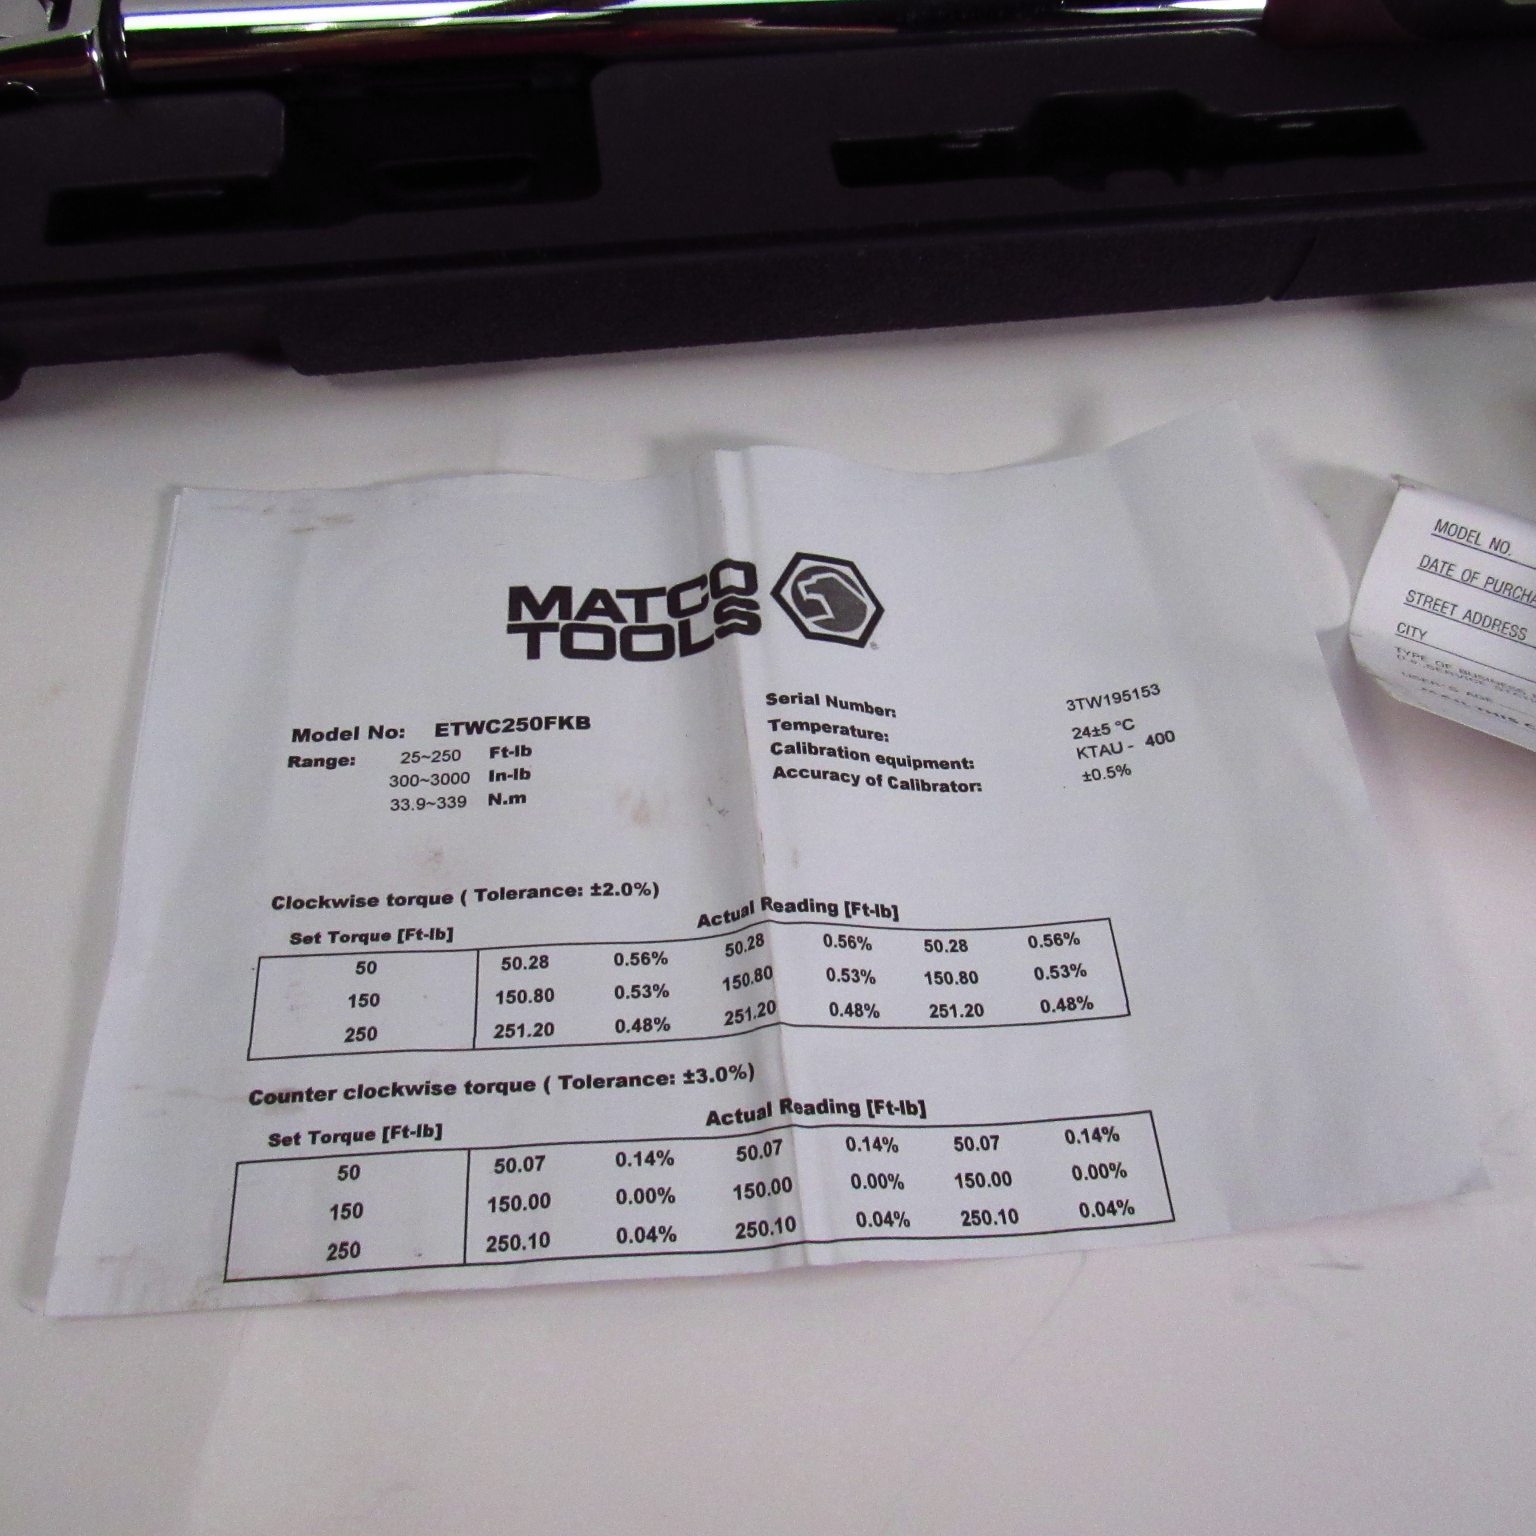 MATCO
TOOLS
®
Model No: ETWC250FKB
Range: 25~250 Ft-lb
300~3000 In-lb
33.9~339 N.m
Serial Number: 3TW195153
Temperature: 24±5 °C
Calibration equipment: KTAU - 400
Accuracy of Calibrator: ±0.5%
Clockwise torque ( Tolerance: ±2.0%)
Set Torque [Ft-lb] Actual Reading [Ft-lb]
50 50.28 0.56% 50.28 0.56% 50.28 0.56%
150 150.80 0.53% 150.80 0.53% 150.80 0.53%
250 251.20 0.48% 251.20 0.48% 251.20 0.48%
Counter clockwise torque ( Tolerance: ±3.0%)
Set Torque [Ft-lb] Actual Reading [Ft-lb]
50 50.07 0.14% 50.07 0.14% 50.07 0.14%
150 150.00 0.00% 150.00 0.00% 150.00 0.00%
250 250.10 0.04% 250.10 0.04% 250.10 0.04%
MODEL NO.
DATE OF PURCHA
STREET ADDRESS
CITY
TYPE OF BUSINESS